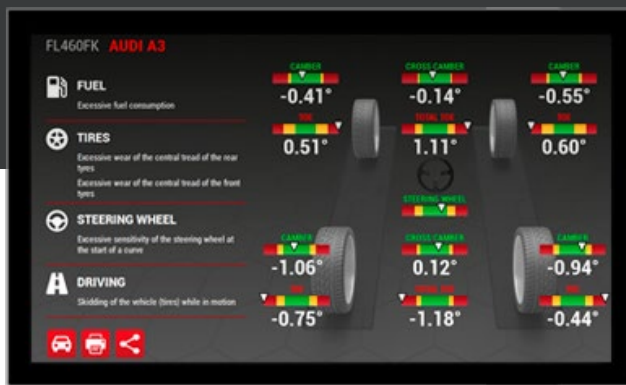 FL460FK AUDI A3
FUEL
Excessive fuel consumption
TIRES
Excessive wear of the central tread of the rear
tyres
Excessive wear of the central tread of the front
tyres
STEERING WHEEL
Excessive sensitivity of the steering wheel at
the start of a curve
DRIVING
Skidding of the vehicle (tires) while in motion
CAMBER CROSS CAMBER CAMBER
-0.41° -0.14° -0.55°
TOE TOTAL TOE TOE
0.51° 1.11° 0.60°
STEERING WHEEL
CAMBER CROSS CAMBER CAMBER
-1.06° 0.12° -0.94°
TOE TOTAL TOE TOE
-0.75° -1.18° -0.44°